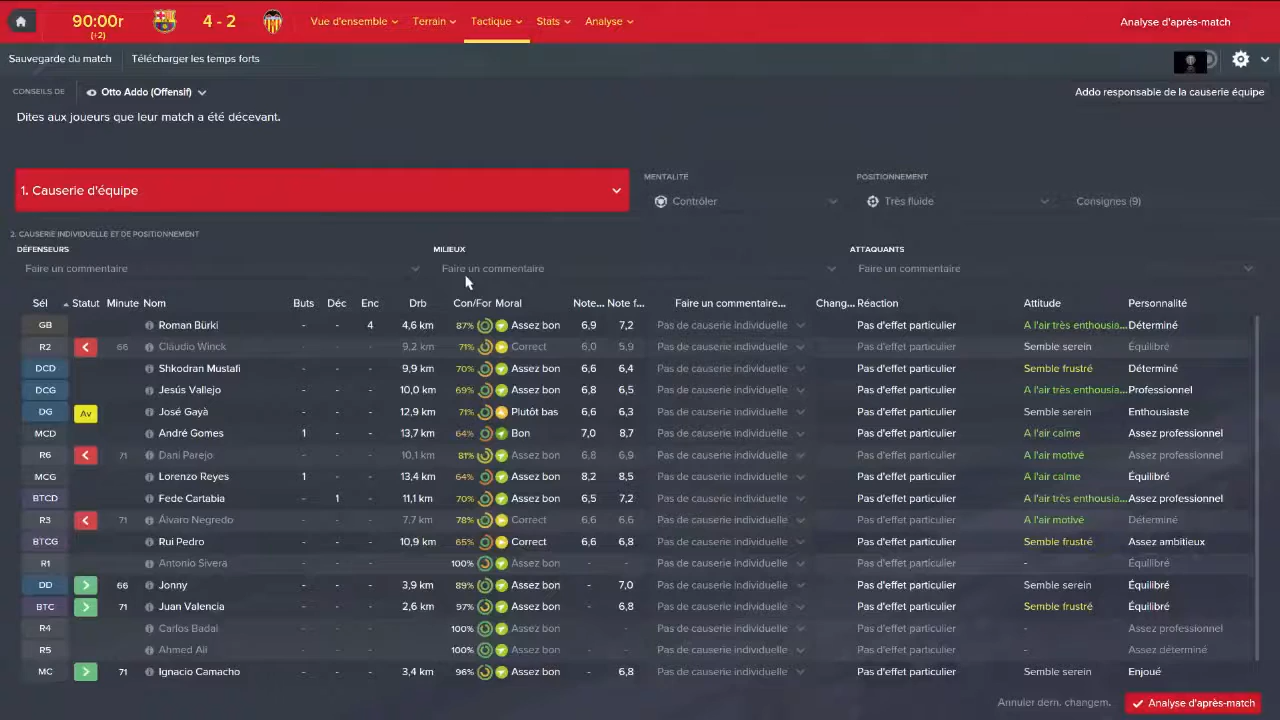 90:00r 4 - 2 Vue d'ensemble Terrain Tactique Stats Analyse Analyse d'après-match
(+2)
Sauvegarde du match Télécharger les temps forts
CONSEILS DE Otto Addo (Offensif) Addo responsable de la causerie équipe
Dites aux joueurs que leur match a été décevant.
MENTALITÉ POSITIONNEMENT
1. Causerie d'équipe Contrôler Très fluide Consignes (9)
2. CAUSERIE INDIVIDUELLE ET DE POSITIONNEMENT
DÉFENSEURS MILIEUX ATTAQUANTS
Faire un commentaire Faire un commentaire Faire un commentaire
Sél Statut Minute Nom Buts Déc Enc Drb Con/For Moral Note... Note f... Faire un commentaire... Chang... Réaction Attitude Personnalité
GB Roman Bürki - - 4 4,6 km 87% Assez bon 6,9 7,2 Pas de causerie individuelle Pas d'effet particulier A l'air très enthousia... Déterminé
R2 66 Cláudio Winck - - - 9,2 km 71% Correct 6,0 5,9 Pas de causerie individuelle Pas d'effet particulier Semble serein Équilibré
DCD Shkodran Mustafi - - - 9,9 km 70% Assez bon 6,6 6,4 Pas de causerie individuelle Pas d'effet particulier Semble frustré Déterminé
DCG Jesús Vallejo - - - 10,0 km 69% Assez bon 6,8 6,5 Pas de causerie individuelle Pas d'effet particulier A l'air très enthousia... Professionnel
DG Av José Gayà - - - 12,9 km 71% Plutôt bas 6,6 6,3 Pas de causerie individuelle Pas d'effet particulier Semble serein Enthousiaste
MCD André Gomes 1 - - 13,7 km 64% Bon 7,0 8,7 Pas de causerie individuelle Pas d'effet particulier A l'air calme Assez professionnel
R6 71 Dani Parejo - - - 10,1 km 81% Assez bon 6,8 6,9 Pas de causerie individuelle Pas d'effet particulier A l'air motivé Assez professionnel
MCG Lorenzo Reyes 1 - - 13,4 km 64% Assez bon 8,2 8,5 Pas de causerie individuelle Pas d'effet particulier A l'air calme Équilibré
BTCD Fede Cartabia - 1 - 11,1 km 70% Assez bon 6,5 7,2 Pas de causerie individuelle Pas d'effet particulier A l'air très enthousia... Assez professionnel
R3 71 Álvaro Negredo - - - 7,7 km 78% Correct 6,6 6,6 Pas de causerie individuelle Pas d'effet particulier A l'air motivé Déterminé
BTCG Rui Pedro - - - 10,9 km 65% Correct 6,6 6,8 Pas de causerie individuelle Pas d'effet particulier Semble frustré Assez ambitieux
R1 Antonio Sivera - - - 100% Assez bon - - Pas de causerie individuelle Pas d'effet particulier - Équilibré
DD 66 Jonny - - - 3,9 km 89% Assez bon - 7,0 Pas de causerie individuelle Pas d'effet particulier Semble serein Équilibré
BTC 71 Juan Valencia - - - 2,6 km 97% Assez bon - 6,8 Pas de causerie individuelle Pas d'effet particulier Semble frustré Équilibré
R4 Carlos Badal - - - 100% Assez bon - - Pas de causerie individuelle Pas d'effet particulier - Assez professionnel
R5 Ahmed Ali - - - 100% Assez bon - - Pas de causerie individuelle Pas d'effet particulier - Assez déterminé
MC 71 Ignacio Camacho - - - 3,4 km 96% Assez bon - 6,8 Pas de causerie individuelle Pas d'effet particulier Semble serein Enjoué
Annuler dern. changem. Analyse d'après-match